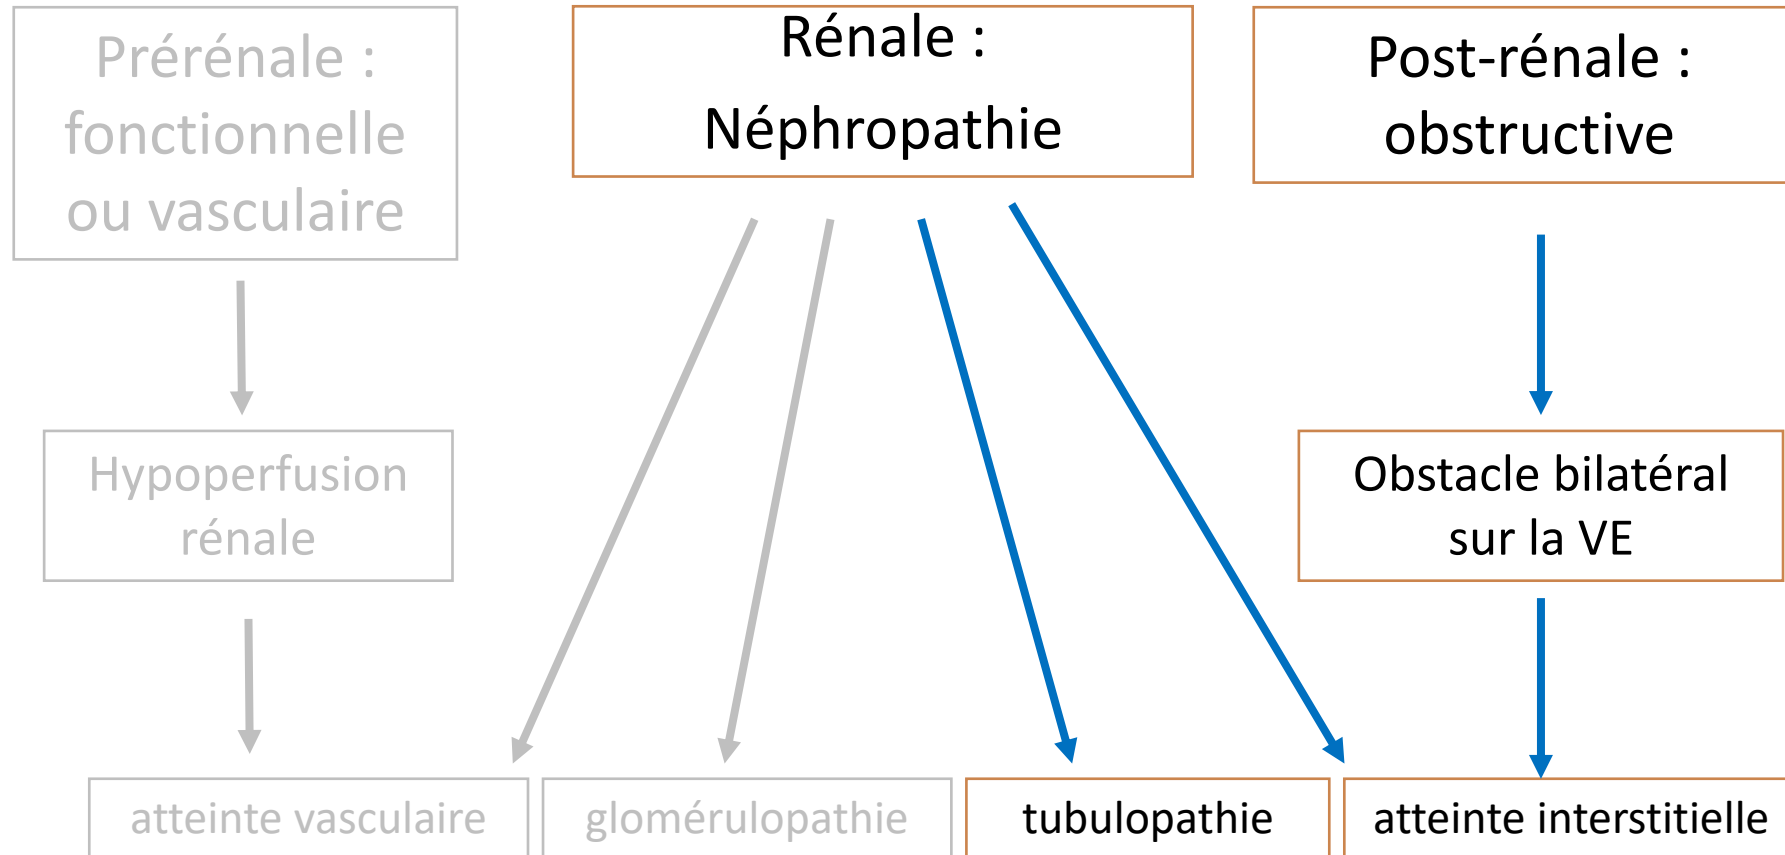 Prérénale :
fonctionnelle
ou vasculaire
Rénale :
Néphropathie
Post-rénale :
obstructive
Hypoperfusion
rénale
Obstacle bilatéral
sur la VE
atteinte vasculaire
glomérulopathie
tubulopathie
atteinte interstitielle